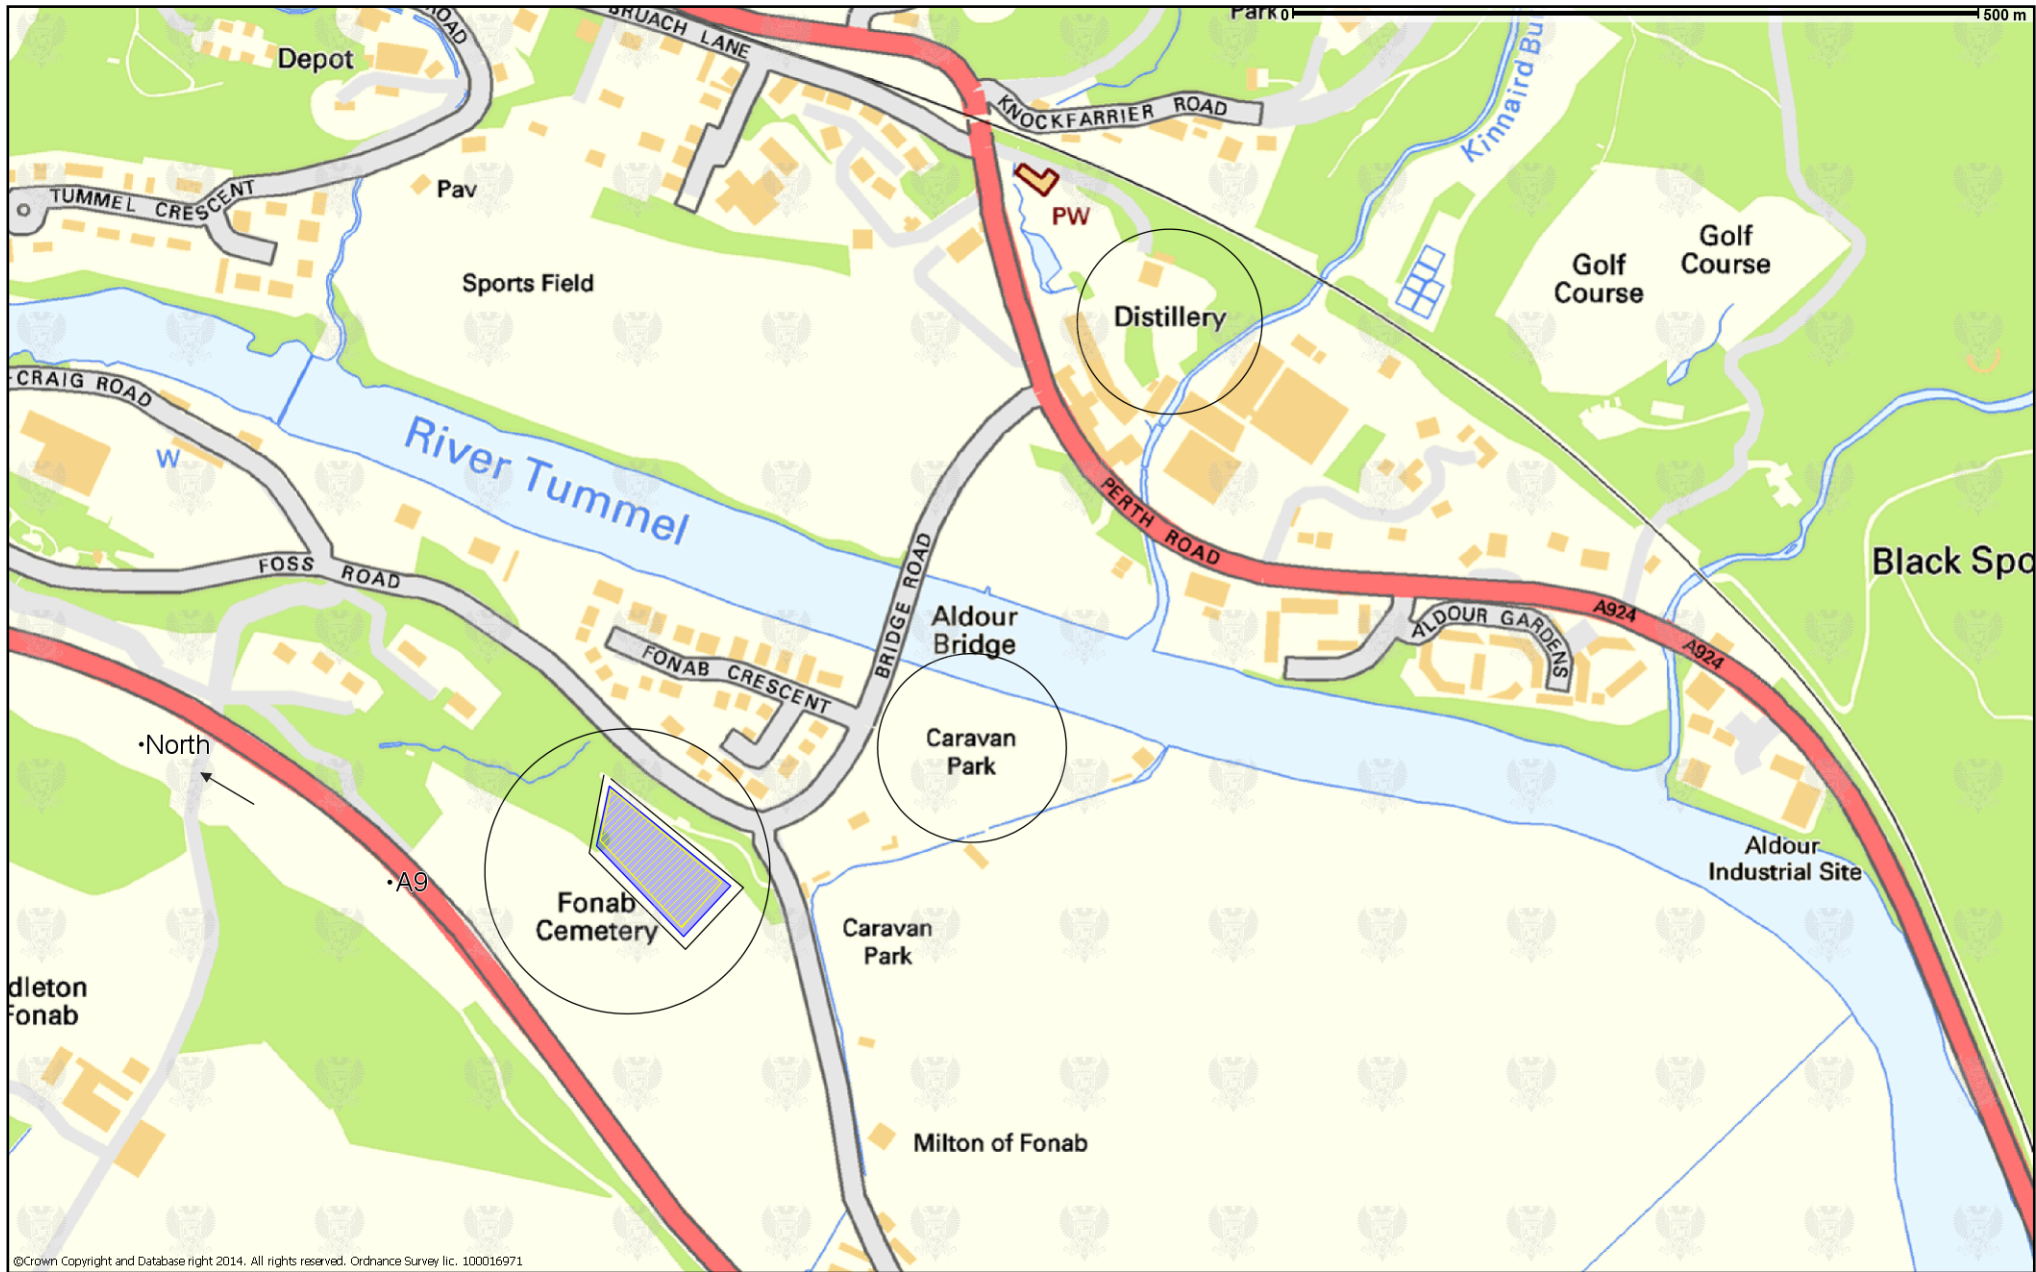 ROAD
BRUACH LANE
Park
0
500 m
Depot
KNOCKFARRIER ROAD
Kinnaird Bu
TUMMEL CRESCENT
Pav
PW
Golf
Course
Golf
Course
Sports Field
Distillery
-CRAIG ROAD
W
River Tummel
PERTH ROAD
FOSS ROAD
BRIDGE ROAD
Black Spo
Aldour
Bridge
A924
ALDOUR GARDENS
A924
FONAB CRESCENT
•North
Caravan
Park
Aldour
Industrial Site
•A9
Fonab
Cemetery
Caravan
Park
dleton
Fonab
Milton of Fonab
©Crown Copyright and Database right 2014. All rights reserved. Ordnance Survey lic. 100016971